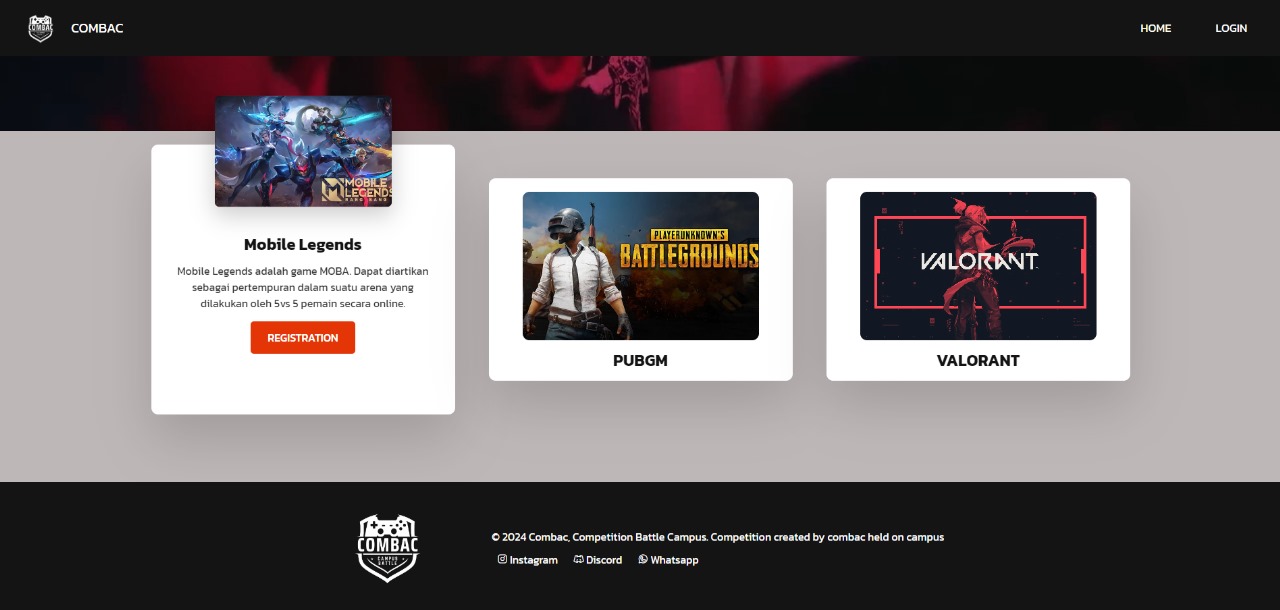 COMBAC
COMBAC
HOME
LOGIN
MOBILE
LEGENDS
BANG BANG
Mobile Legends
Mobile Legends adalah game MOBA. Dapat diartikan
sebagai pertempuran dalam suatu arena yang
dilakukan oleh 5vs 5 pemain secara online.
REGISTRATION
PLAYERUNKNOWN'S
BATTLEGROUNDS
PUBGM
VALORANT
VALORANT
COMBAC
CAMPUS
BATTLE
© 2024 Combac, Competition Battle Campus. Competition created by combac held on campus
Instagram
Discord
Whatsapp